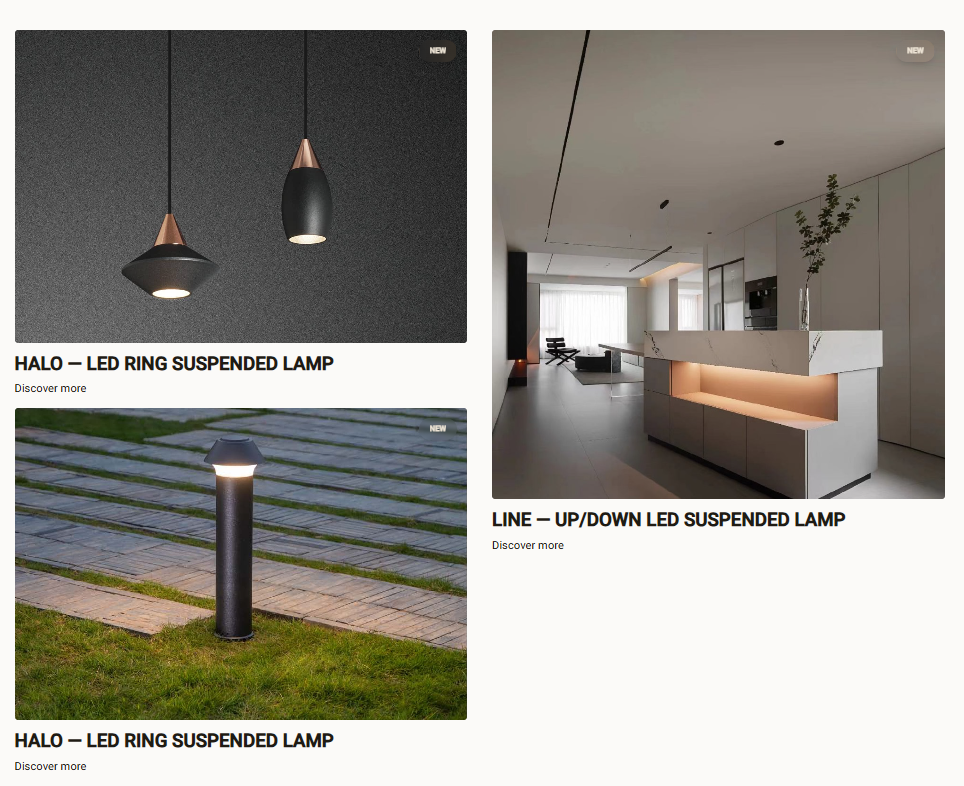 NEW
HALO — LED RING SUSPENDED LAMP
Discover more
NEW
HALO — LED RING SUSPENDED LAMP
Discover more
NEW
LINE — UP/DOWN LED SUSPENDED LAMP
Discover more